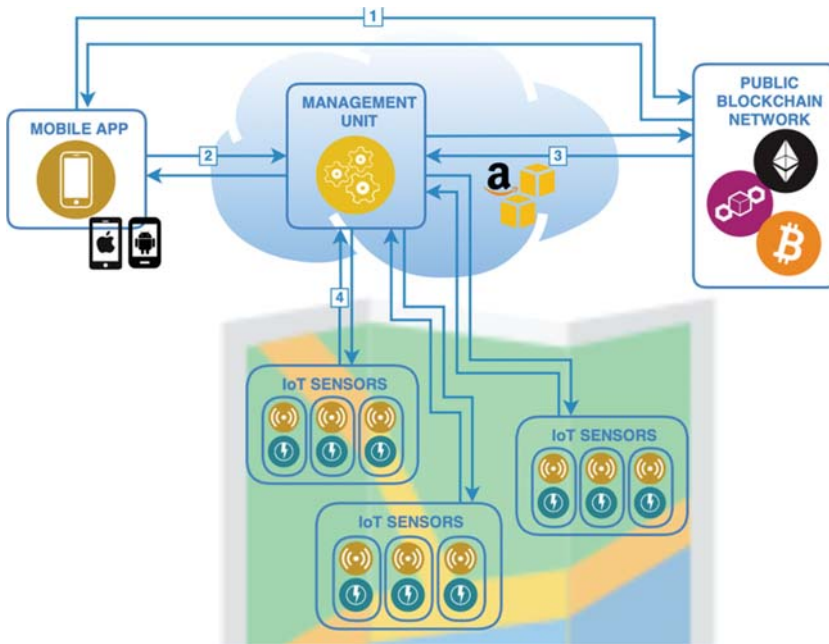 1
PUBLIC
BLOCKCHAIN
NETWORK
MANAGEMENT
UNIT
MOBILE APP
2
3
a
4
IoT SENSORS
IoT SENSORS
IoT SENSORS